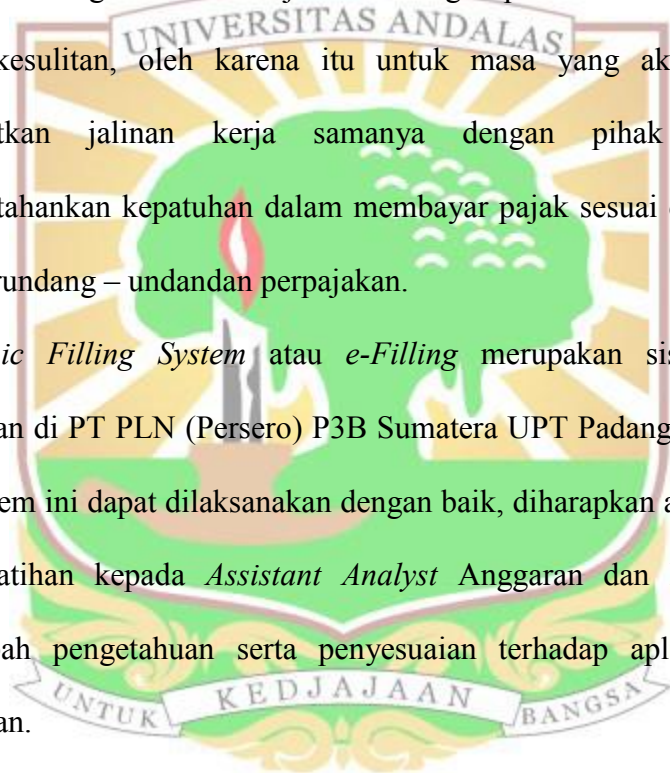 UNIVERSITAS ANDALAS
kesulitan, oleh karena itu untuk masa yang ak
tkan jalinan kerja samanya dengan pihak
tahankan kepatuhan dalam membayar pajak sesuai
undang – undandan perpajakan.
ic Filling System atau e-Filling merupakan sis
an di PT PLN (Persero) P3B Sumatera UPT Padang
em ini dapat dilaksanakan dengan baik, diharapkan a
atihan kepada Assistant Analyst Anggaran dan
ah pengetahuan serta penyesuaian terhadap apl
an.
UNTUK KEDJAJAAN BANGSA